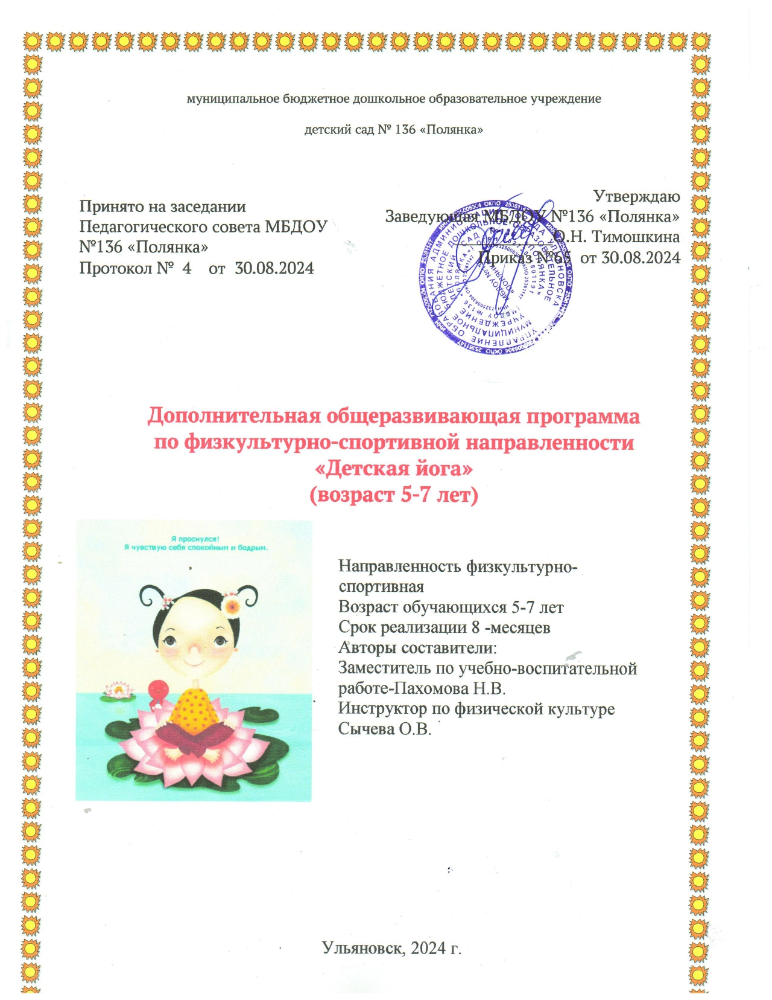 муниципальное бюджетное дошкольное образовательное учреждение
детский сад № 136 «Полянка»
Принято на заседании
Педагогического совета МБДОУ
№136 «Полянка»
Протокол №  4    от  30.08.2024
Утверждаю
Заведующая МБДОУ №136 «Полянка»
О.Н. Тимошкина
Приказ №65  от 30.08.2024
Дополнительная общеразвивающая программа
по физкультурно-спортивной направленности
«Детская йога»
(возраст 5-7 лет)
Я проснулся!
Я чувствую себя спокойным и бодрым.
Направленность физкультурно-
спортивная
Возраст обучающихся 5-7 лет
Срок реализации 8 -месяцев
Авторы составители:
Заместитель по учебно-воспитательной
работе-Пахомова Н.В.
Инструктор по физической культуре
Сычева О.В.
Ульяновск, 2024 г.